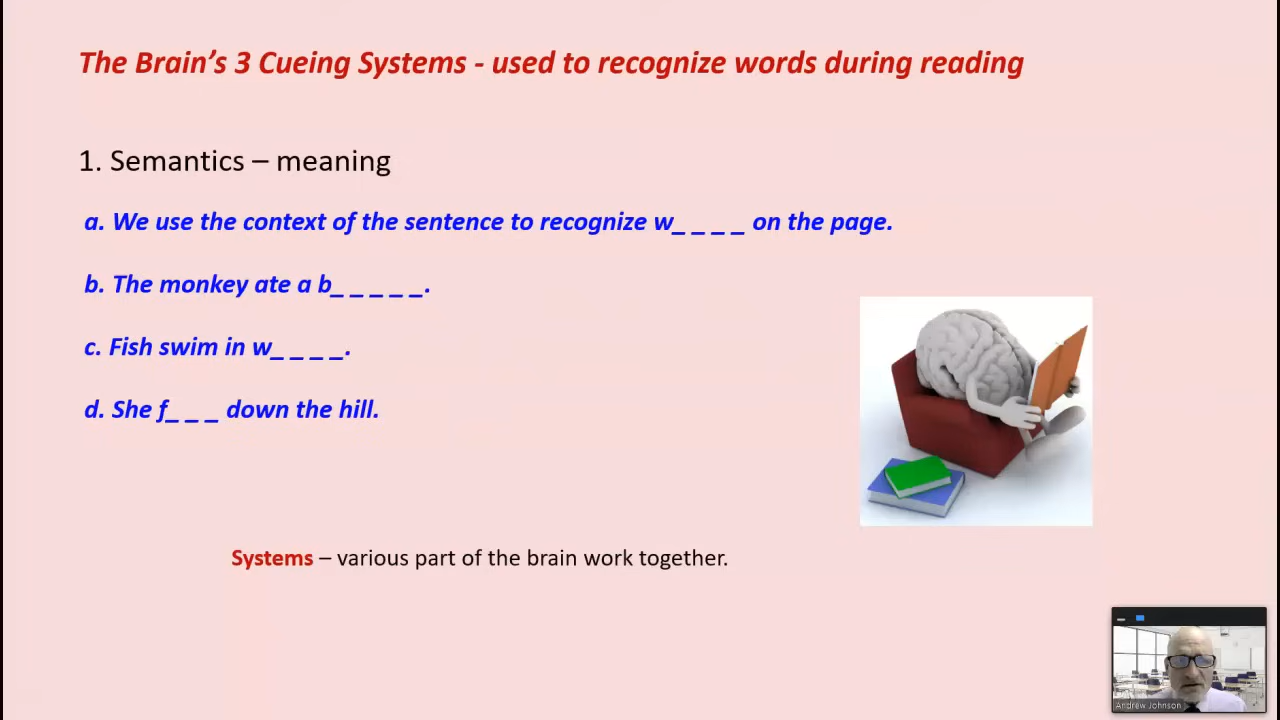 The Brain's 3 Cueing Systems - used to recognize words during reading
1. Semantics – meaning
a. We use the context of the sentence to recognize w_ _ _ _ on the page.
b. The monkey ate a b_ _ _ _ _.
c. Fish swim in w_ _ _ _.
d. She f_ _ _ down the hill.
Systems – various part of the brain work together.
Andrew Johnson